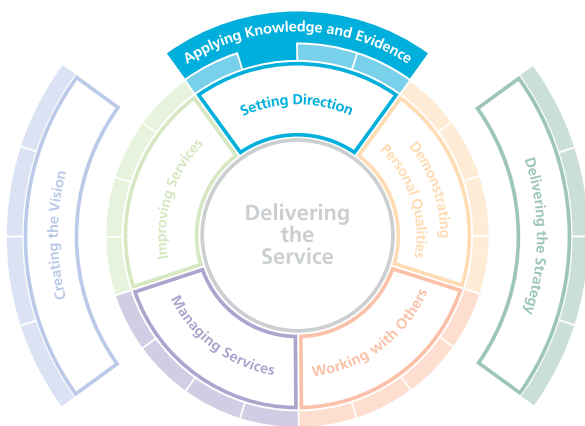 Applying Knowledge and Evidence
Setting Direction
Improving Services
Demonstrating
Personal Qualities
Creating the Vision
Delivering
the
Service
Delivering the Strategy
Managing Services
Working with Others